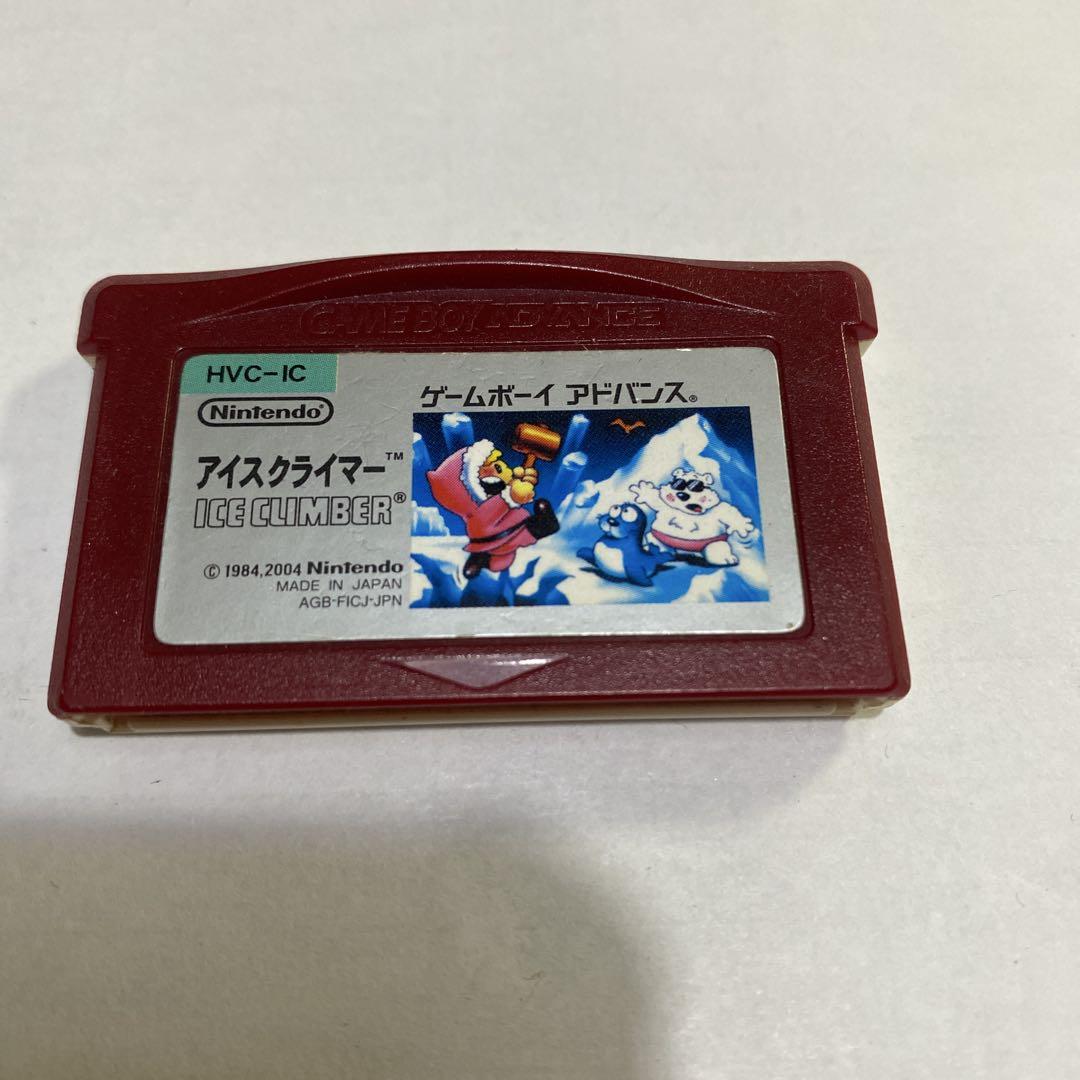 GAME BOY ADVANCE
HVC-IC
Nintendo®
ゲームボーイ アドバンス®
アイスクライマー™
ICE CLIMBER®
© 1984,2004 Nintendo
MADE IN JAPAN
AGB-FICJ-JPN